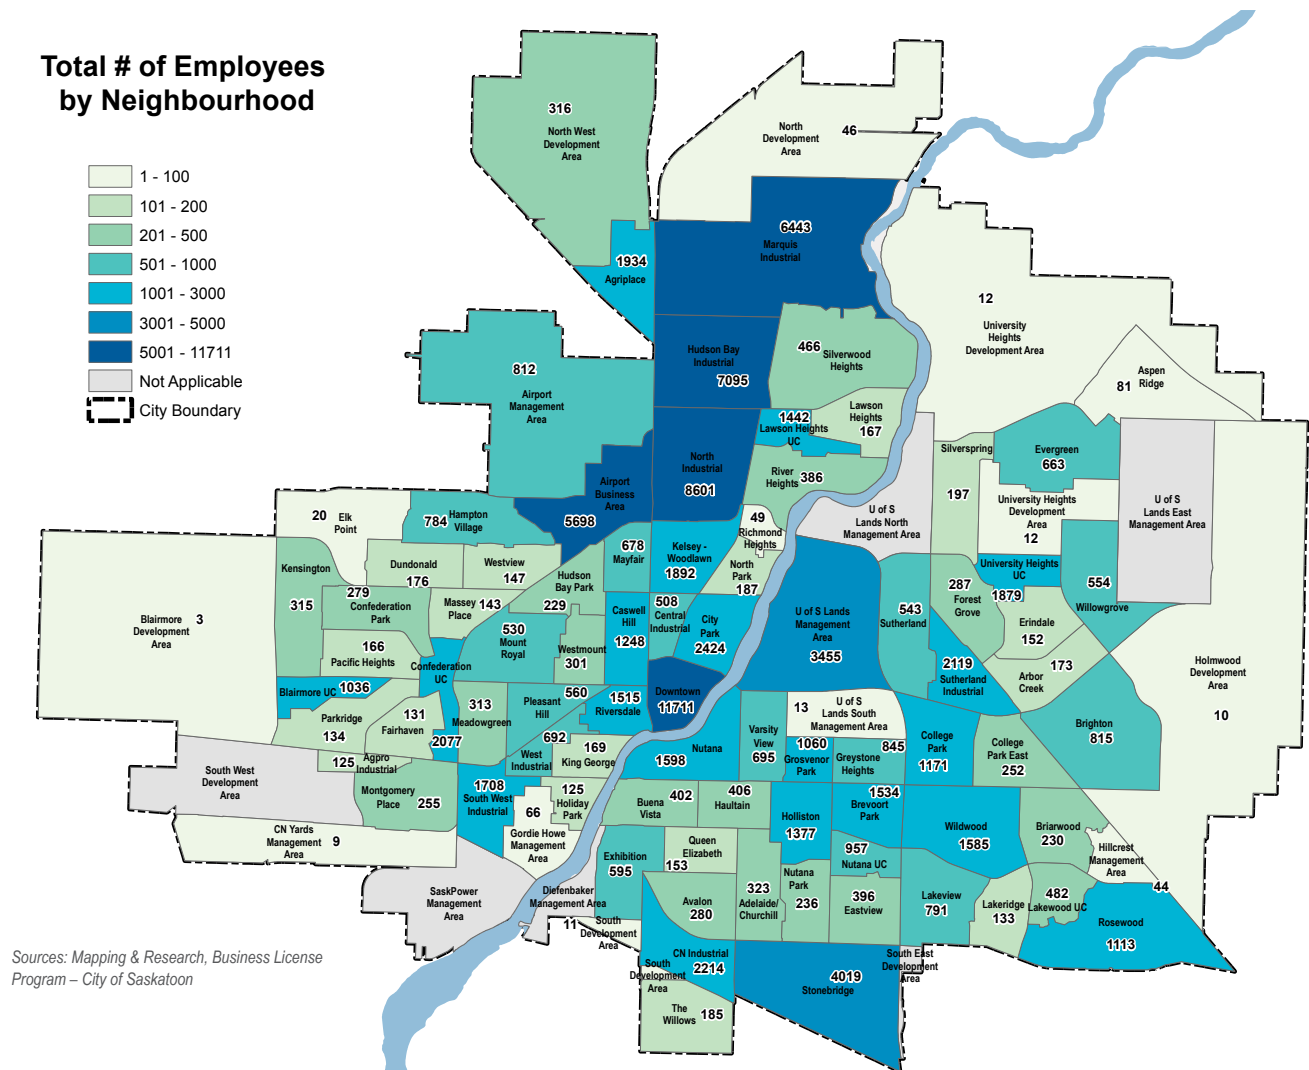 Total # of Employees
by Neighbourhood
1 - 100
101 - 200
201 - 500
501 - 1000
1001 - 3000
3001 - 5000
5001 - 11711
Not Applicable
City Boundary
316
North West
Development
Area
46
North
Development
Area
6443
Marquis
Industrial
1934
Agriplace
12
University
Heights
Development Area
81
Aspen
Ridge
812
Airport
Management
Area
Hudson Bay
Industrial
7095
466
Silverwood
Heights
Lawson
Heights
167
1442
Lawson Heights
UC
North
Industrial
8601
River
Heights
386
Airport
Business
Area
5698
Silverspring
197
Evergreen
663
University Heights
Development
Area
12
U of S
Lands East
Management Area
U of S
Lands North
Management Area
20
Elk
Point
784
Hampton
Village
49
Richmond
Heights
678
Mayfair
Kelsey -
Woodlawn
1892
North
Park
187
University Heights
UC
1879
554
Willowgrove
Kensington
315
Dundonald
176
Westview
147
Hudson
Bay Park
229
279
Confederation
Park
Massey
Place
143
Blairmore
Development
Area
3
508
Central
Industrial
City
Park
2424
Caswell
Hill
1248
U of S Lands
Management
Area
3455
543
Sutherland
287
Forest
Grove
Erindale
152
530
Mount
Royal
Westmount
301
166
Pacific Heights
Confederation
UC
2077
2119
Sutherland
Industrial
173
Arbor
Creek
Holmwood
Development
Area
10
Blairmore UC
1036
Parkridge
134
131
Fairhaven
313
Meadowgreen
Pleasant
Hill
560
1515
Riversdale
Downtown
11711
13
U of S
Lands South
Management Area
Brighton
815
692
West
Industrial
169
King George
1598
Nutana
Varsity
View
695
1060
Grosvenor
Park
845
Greystone
Heights
College
Park
1171
College
Park East
252
125
Agpro
Industrial
South West
Development
Area
Montgomery
Place
255
1708
South West
Industrial
66
Gordie Howe
Management
Area
125
Holiday
Park
Buena
Vista
402
406
Haultain
Holliston
1377
1534
Brevoort
Park
Wildwood
1585
Briarwood
230
Hillcrest
Management
Area
44
CN Yards
Management
Area
9
Exhibition
595
Queen
Elizabeth
153
957
Nutana UC
SaskPower
Management
Area
Diefenbaker
Management Area
Avalon
280
323
Adelaide/
Churchill
Nutana
Park
236
396
Eastview
Lakeview
791
Lakeridge
133
482
Lakewood UC
Rosewood
1113
11
South
Development
Area
CN Industrial
2214
South
Development
Area
4019
Stonebridge
South East
Development
Area
The
Willows
185
Sources: Mapping & Research, Business License
Program – City of Saskatoon